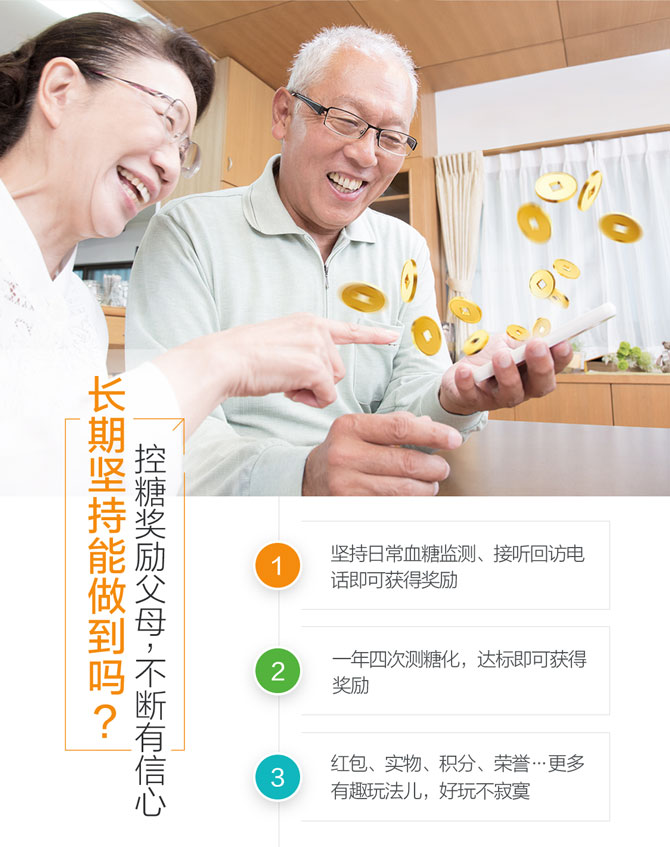 长期坚持能做到吗？
控糖奖励父母，不断有信心
1
坚持日常血糖监测、接听回访电
话即可获得奖励
2
一年四次测糖化，达标即可获得
奖励
3
红包、实物、积分、荣誉…更多
有趣玩法儿，好玩不寂寞